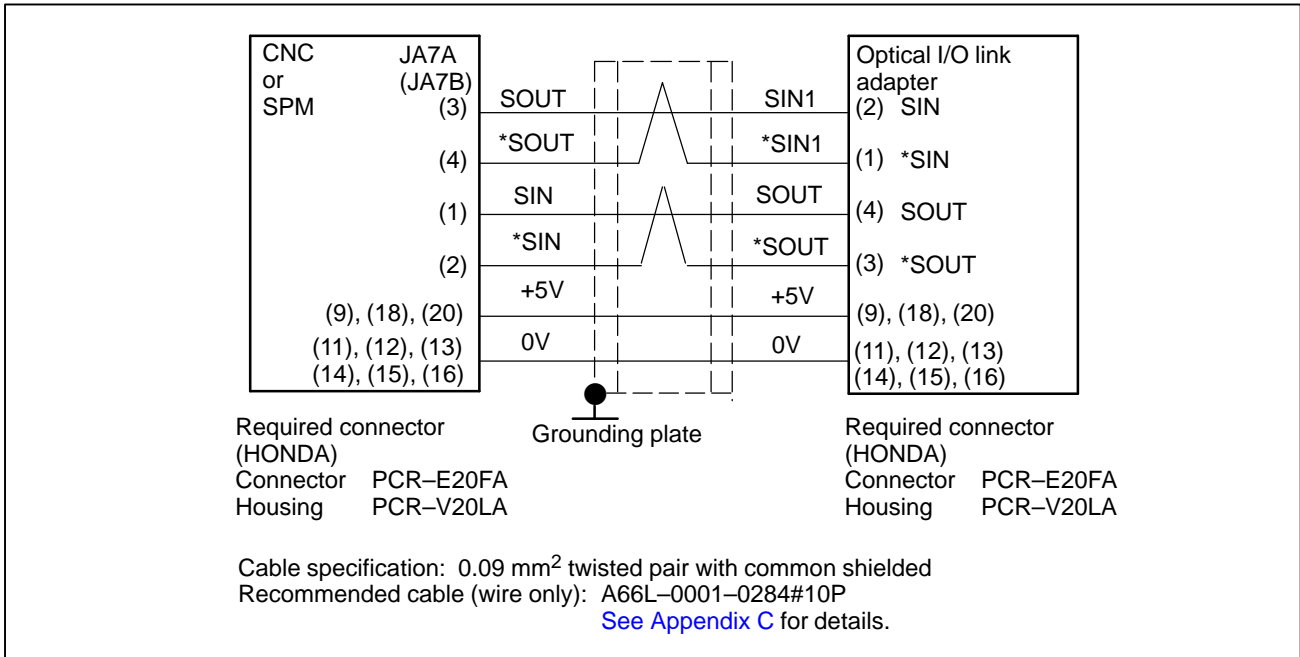 CNC JA7A
or (JA7B)
SPM (3)
(4)
(1)
(2)
(9), (18), (20)
(11), (12), (13)
(14), (15), (16)
SOUT
*SOUT
SIN
*SIN
+5V
0V
SIN1
*SIN1
SOUT
*SOUT
+5V
0V
Optical I/O link
adapter
(2) SIN
(1) *SIN
(4) SOUT
(3) *SOUT
(9), (18), (20)
(11), (12), (13)
(14), (15), (16)
Grounding plate
Required connector
(HONDA)
Connector PCR–E20FA
Housing PCR–V20LA
Required connector
(HONDA)
Connector PCR–E20FA
Housing PCR–V20LA
Cable specification: 0.09 mm² twisted pair with common shielded
Recommended cable (wire only): A66L–0001–0284#10P
See Appendix C for details.